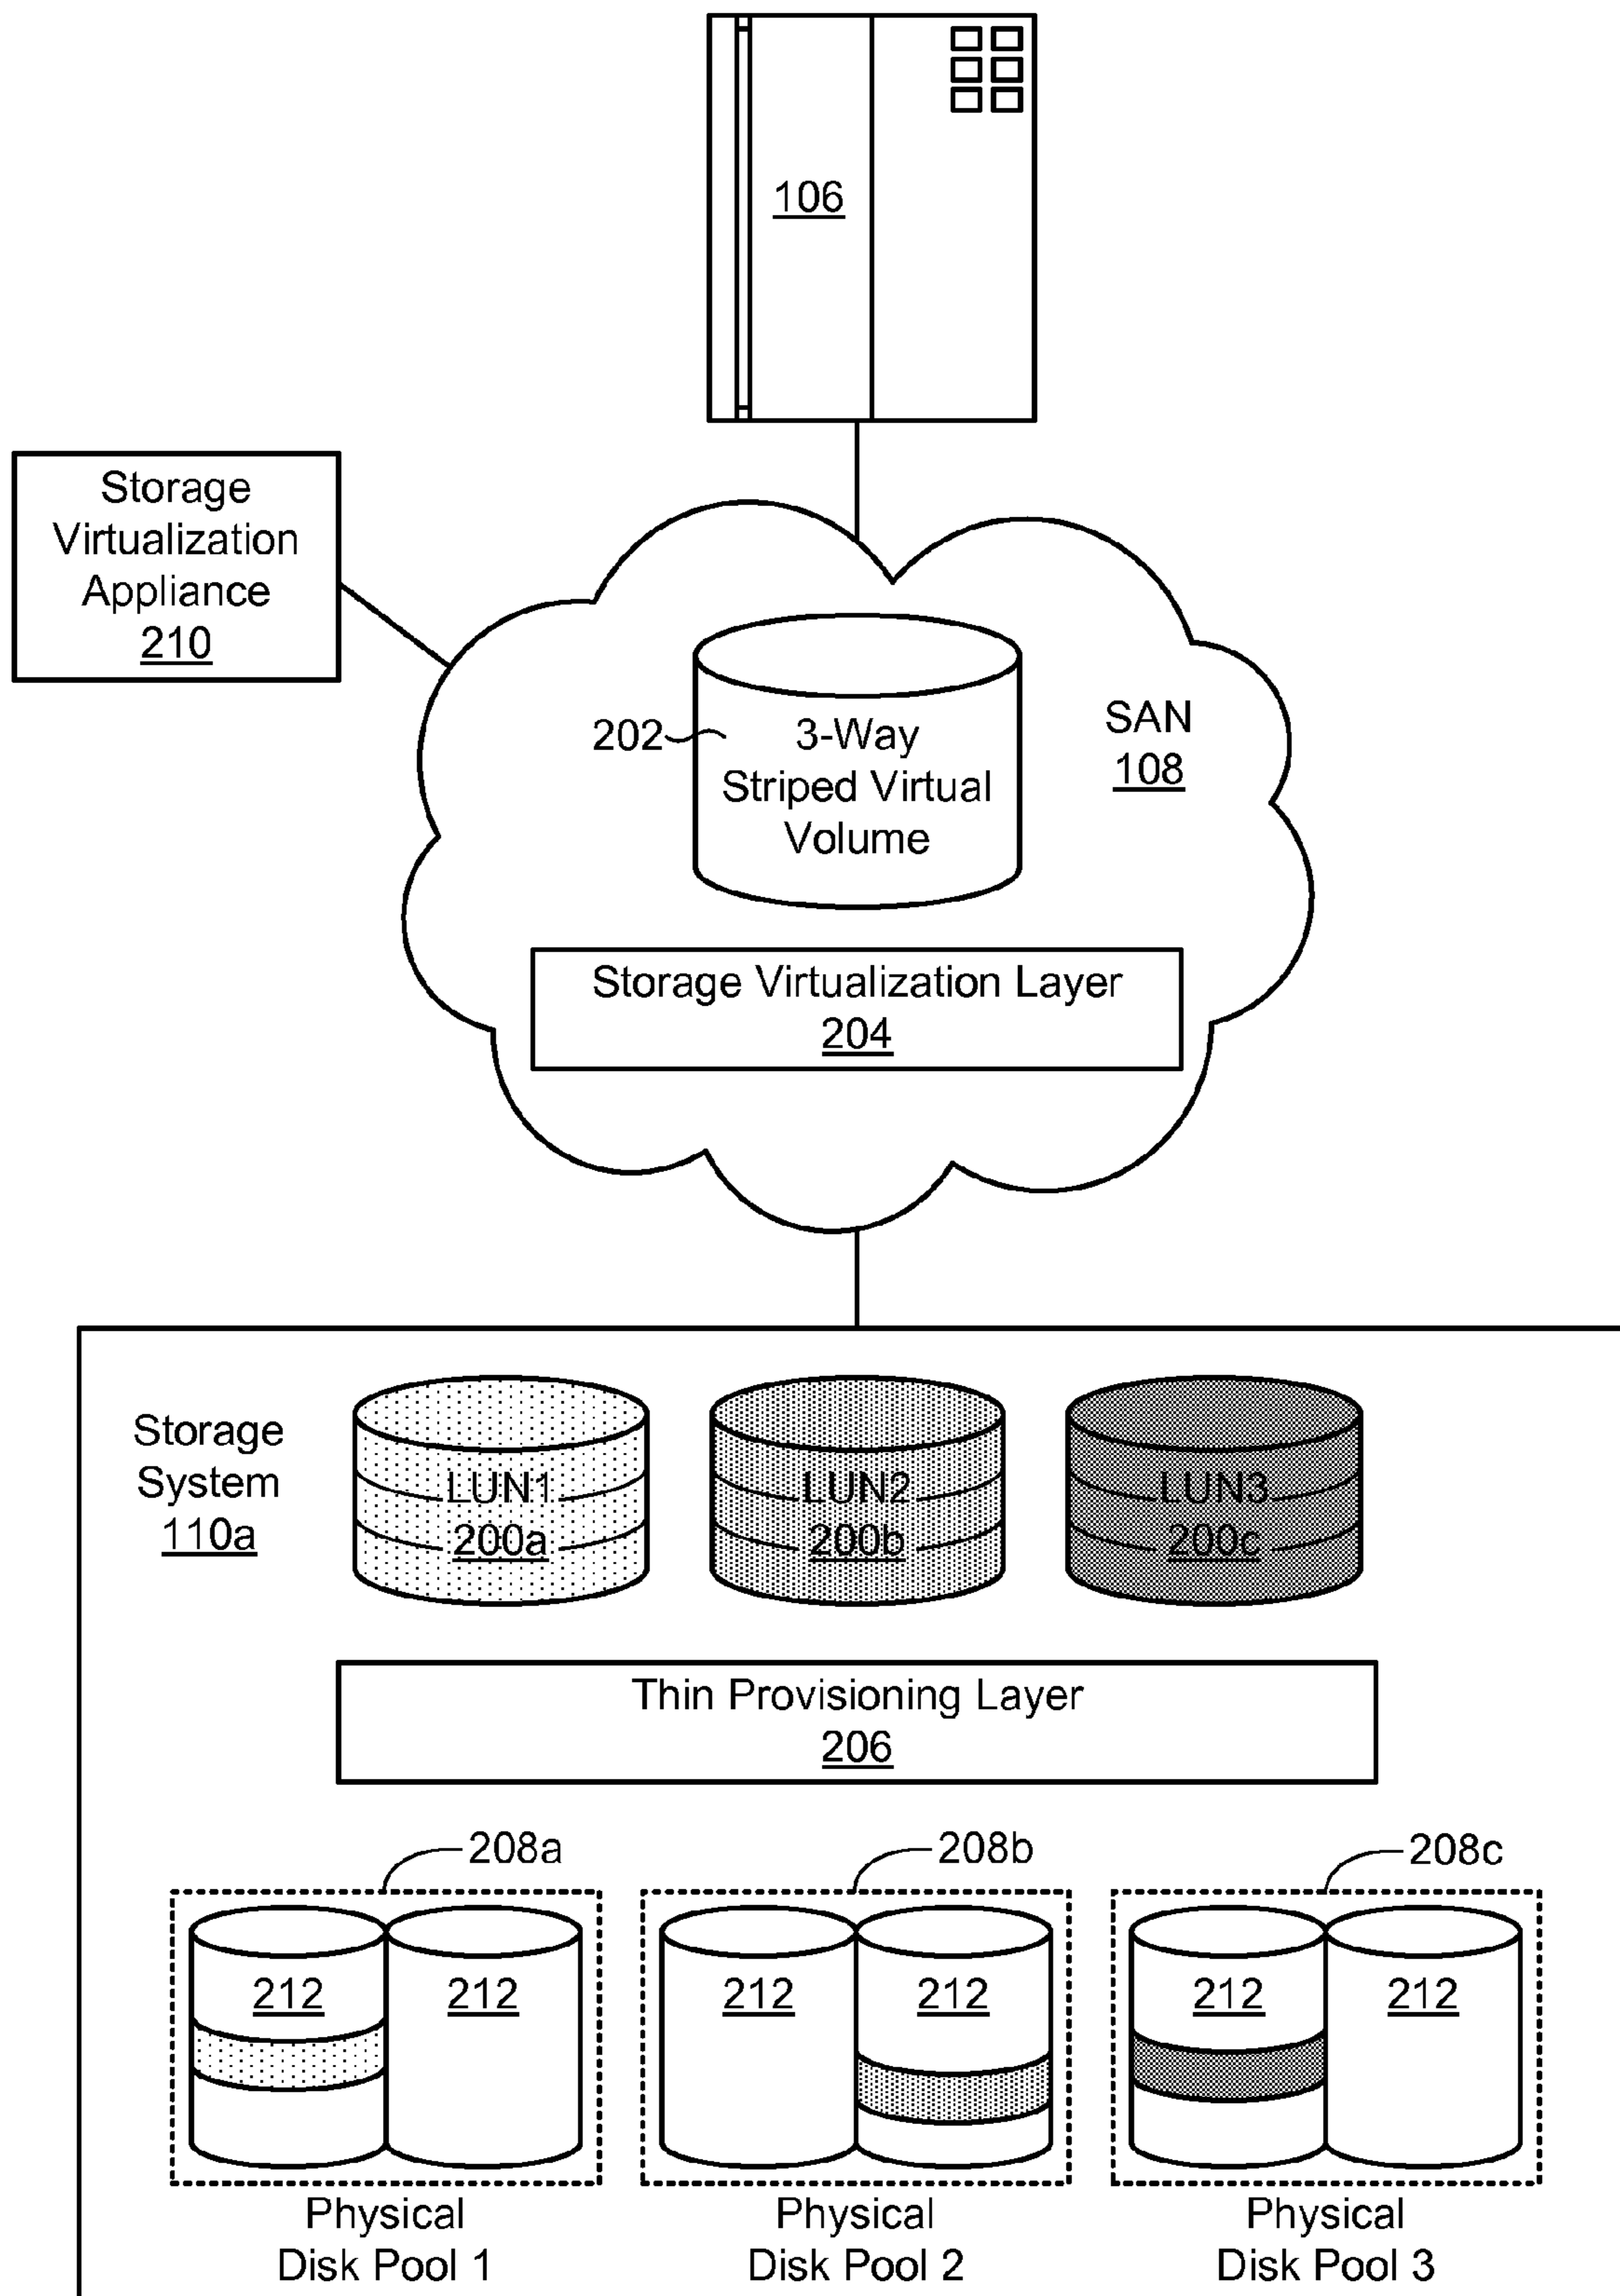 106
Storage
Virtualization
Appliance
210
202
3-Way
Striped Virtual
Volume
SAN
108
Storage Virtualization Layer
204
Storage
System
110a
LUN1
200a
LUN2
200b
LUN3
200c
Thin Provisioning Layer
206
208a
208b
208c
212
212
212
212
212
212
Physical
Disk Pool 1
Physical
Disk Pool 2
Physical
Disk Pool 3